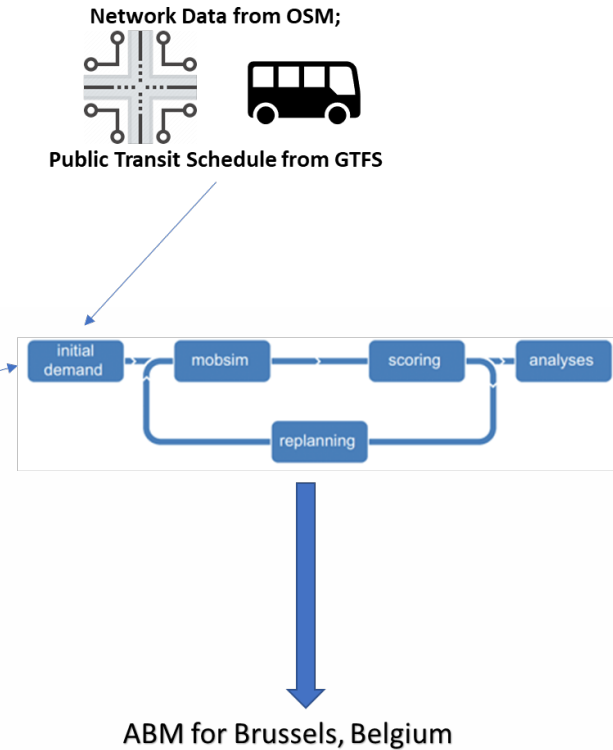 Network Data from OSM;
Public Transit Schedule from GTFS
initial
demand
mobsim
scoring
analyses
replanning
ABM for Brussels, Belgium